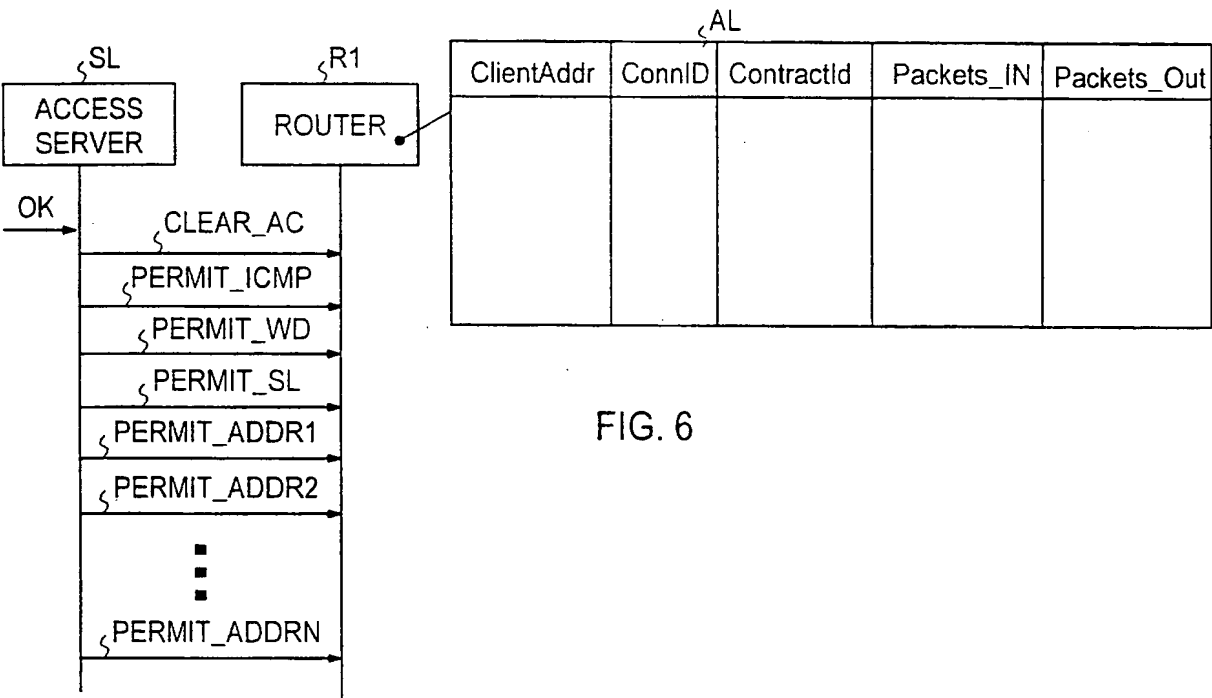 SL
ACCESS
SERVER
R1
ROUTER
AL
ClientAddr ConnID ContractId Packets_IN Packets_Out
OK
CLEAR_AC
PERMIT_ICMP
PERMIT_WD
PERMIT_SL
PERMIT_ADDR1
PERMIT_ADDR2
PERMIT_ADDRN
FIG. 6